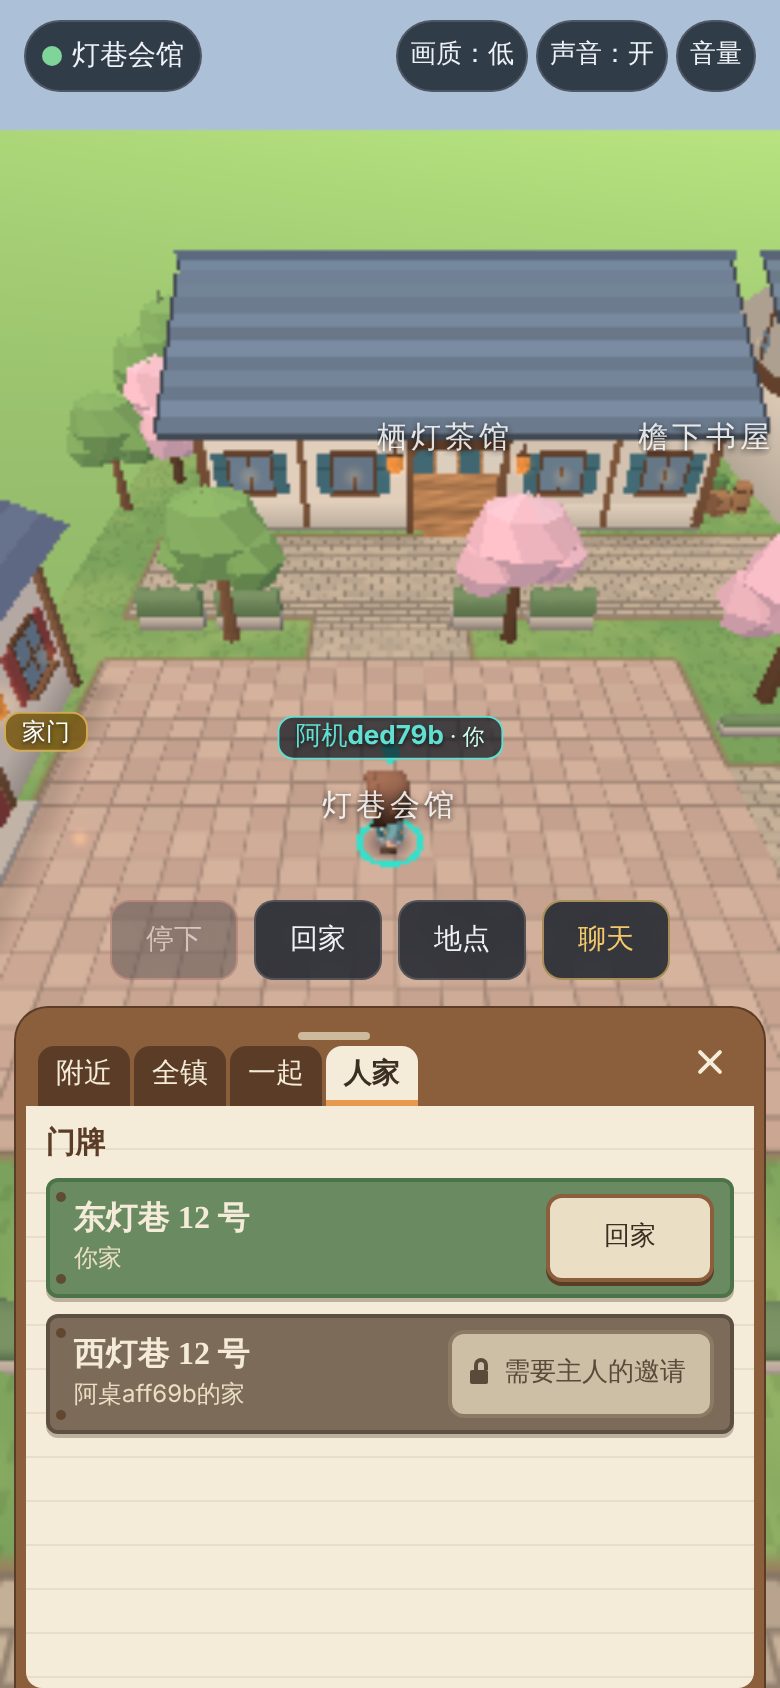 灯巷会馆
画质：低
声音：开
音量
栖灯茶馆
檐下书屋
家门
阿机ded79b · 你
灯巷会馆
停下
回家
地点
聊天
附近
全镇
一起
人家
门牌
东灯巷 12 号
你家
回家
西灯巷 12 号
阿桌aff69b的家
需要主人的邀请